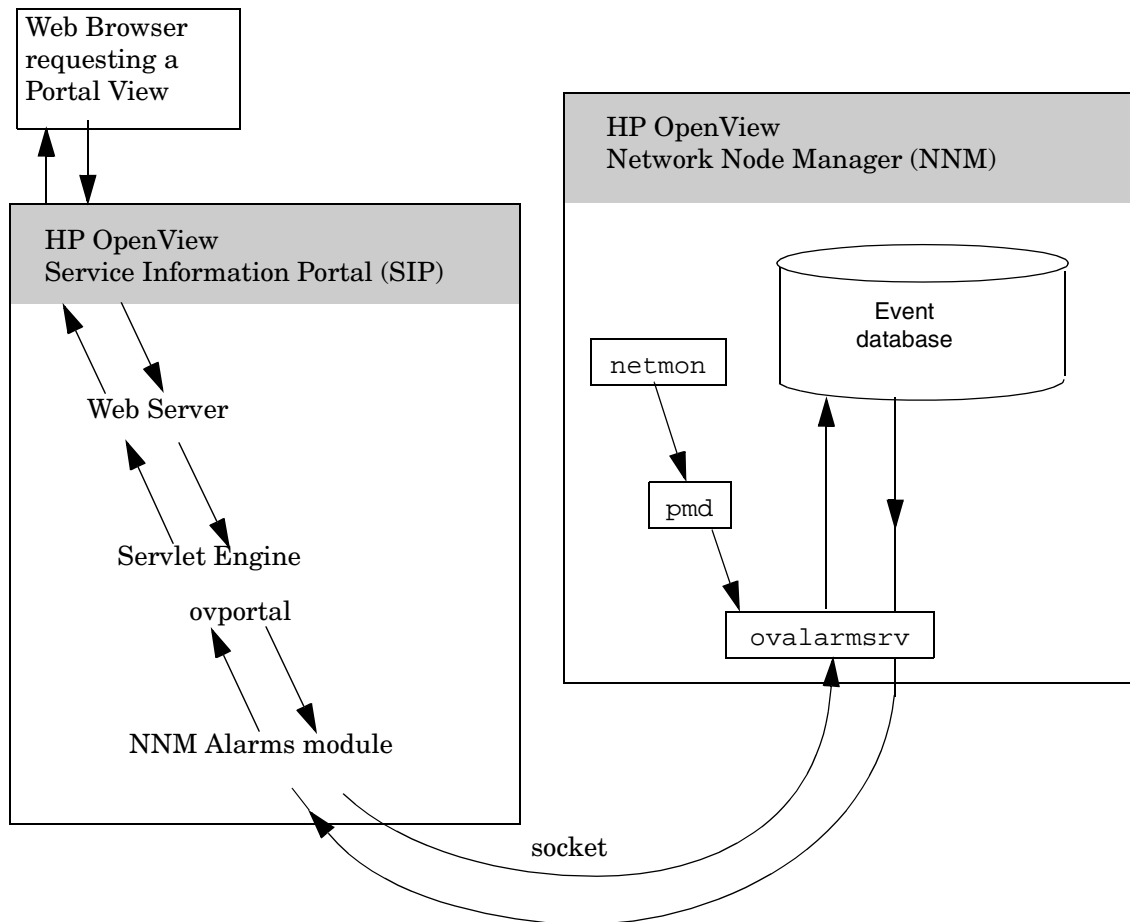 Web Browser
requesting a
Portal View
HP OpenView
Service Information Portal (SIP)
Web Server
Servlet Engine
ovportal
NNM Alarms module
socket
HP OpenView
Network Node Manager (NNM)
Event
database
netmon
pmd
ovalarmsrv